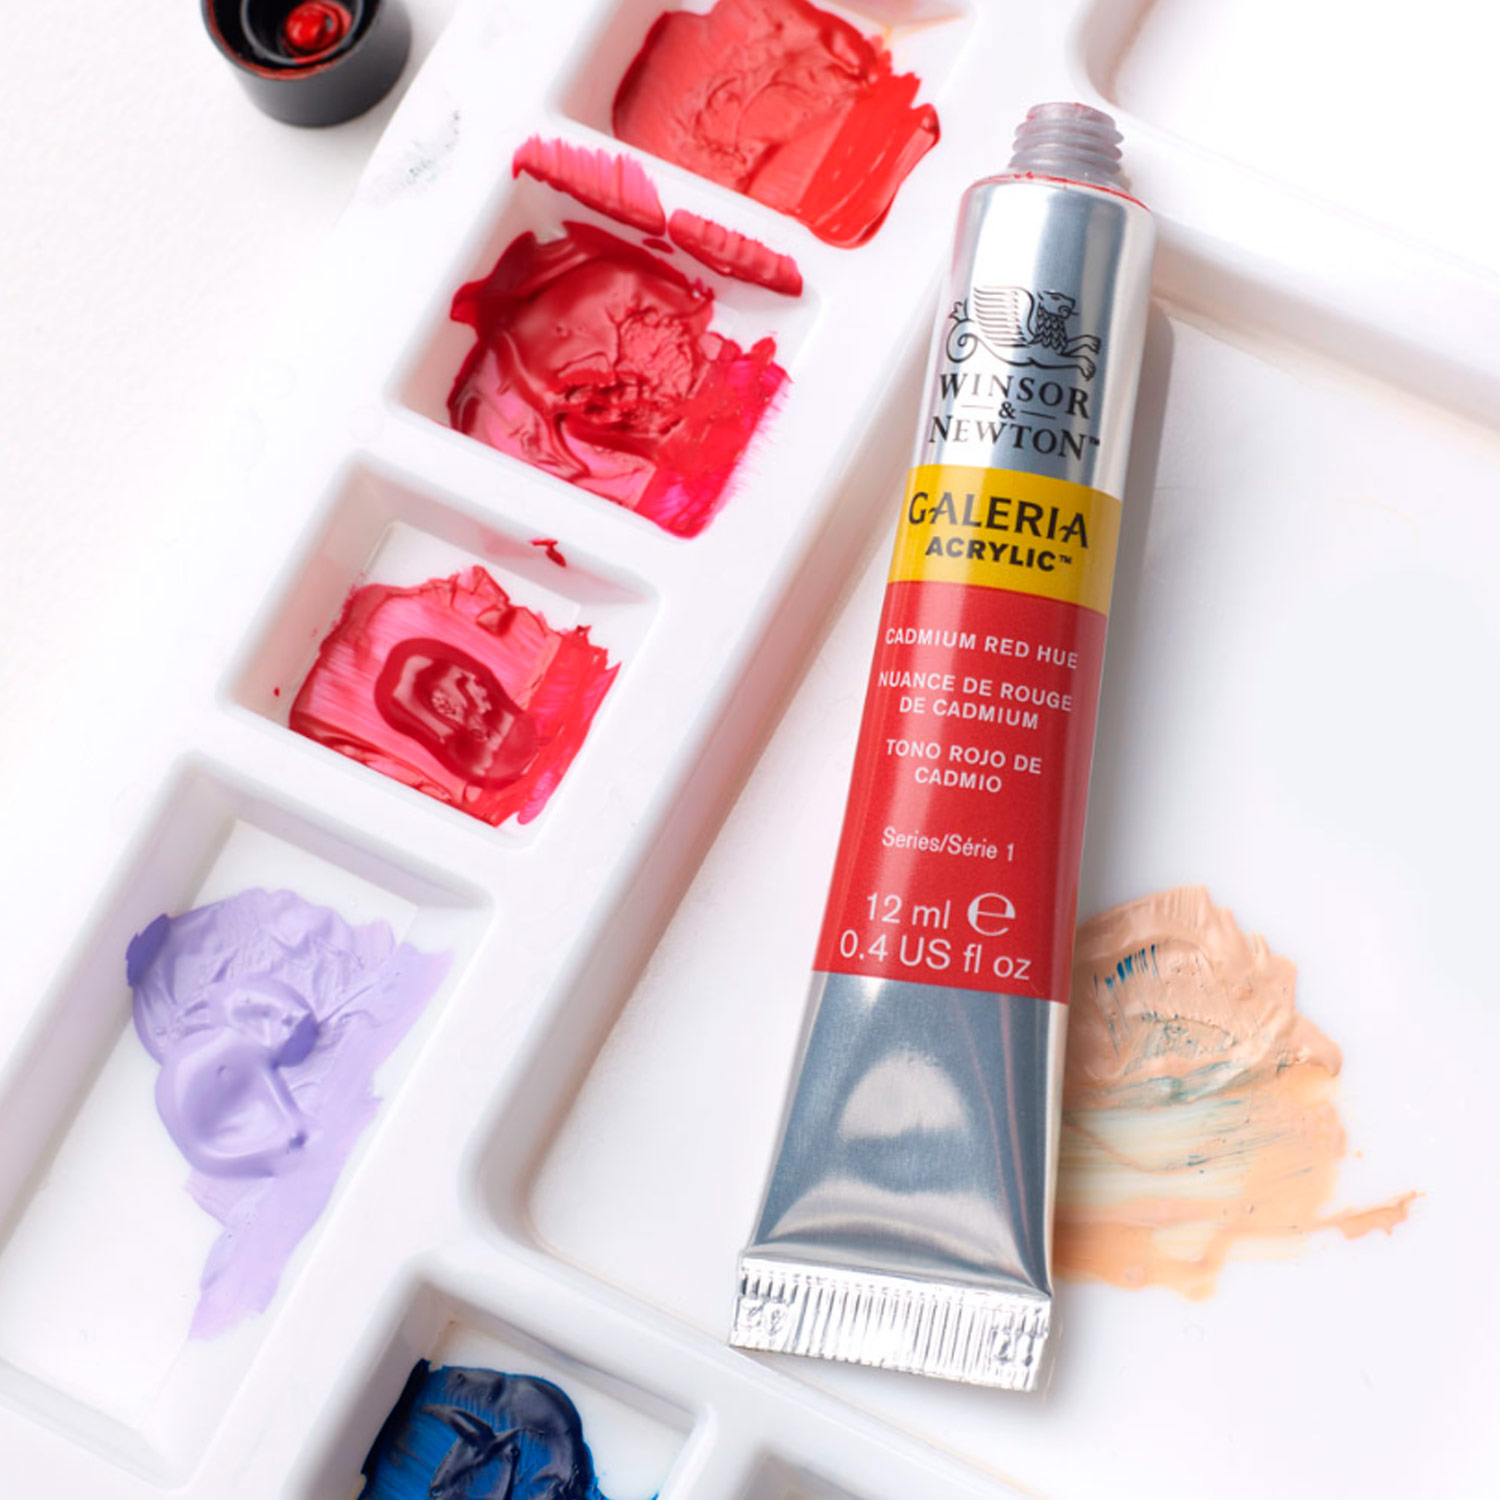 WINSOR
&
NEWTON™
GALERIA
ACRYLIC™
CADMIUM RED HUE
NUANCE DE ROUGE
DE CADMIUM
TONO ROJO DE
CADMIO
Series/Série 1
12 ml ℮
0.4 US fl oz